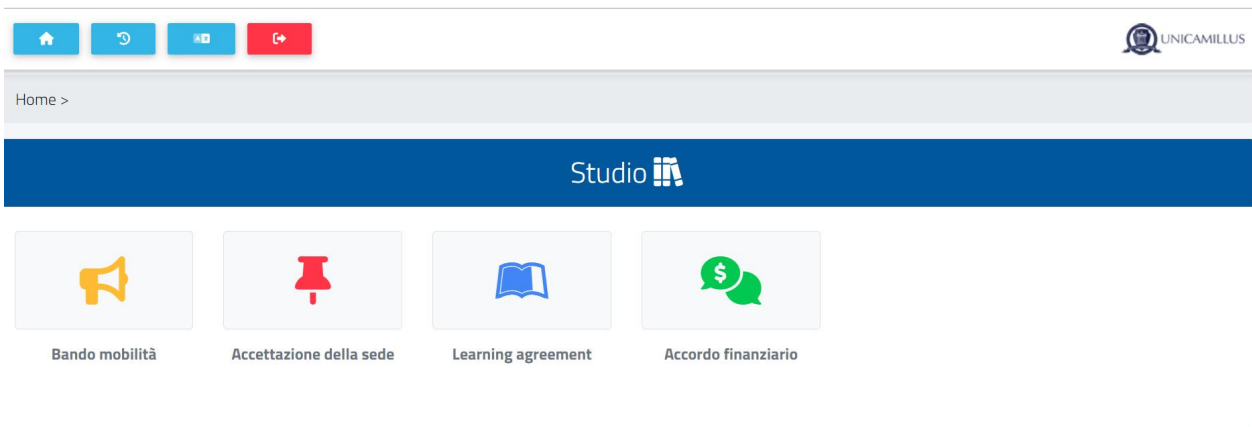 UNICAMILLUS
Home >
Studio
Bando mobilità
Accettazione della sede
Learning agreement
Accordo finanziario